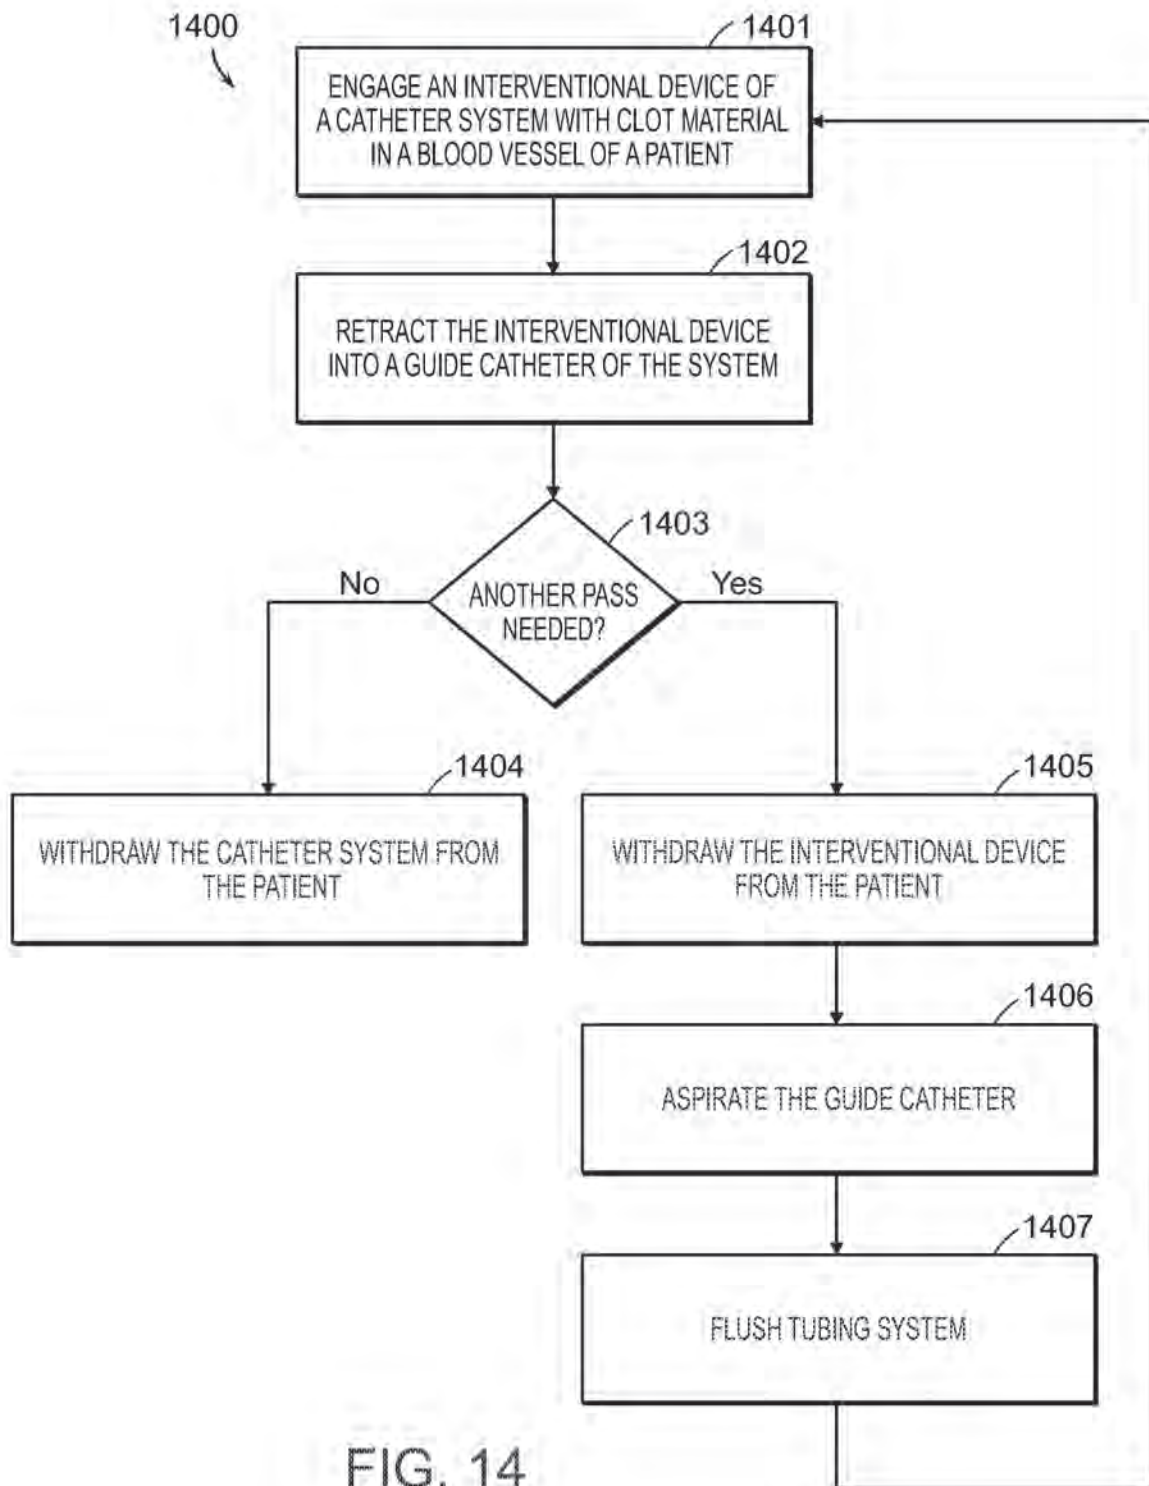 1400
1401
ENGAGE AN INTERVENTIONAL DEVICE OF
A CATHETER SYSTEM WITH CLOT MATERIAL
IN A BLOOD VESSEL OF A PATIENT
1402
RETRACT THE INTERVENTIONAL DEVICE
INTO A GUIDE CATHETER OF THE SYSTEM
1403
No
ANOTHER PASS
NEEDED?
Yes
1404
WITHDRAW THE CATHETER SYSTEM FROM
THE PATIENT
1405
WITHDRAW THE INTERVENTIONAL DEVICE
FROM THE PATIENT
1406
ASPIRATE THE GUIDE CATHETER
1407
FLUSH TUBING SYSTEM
FIG. 14